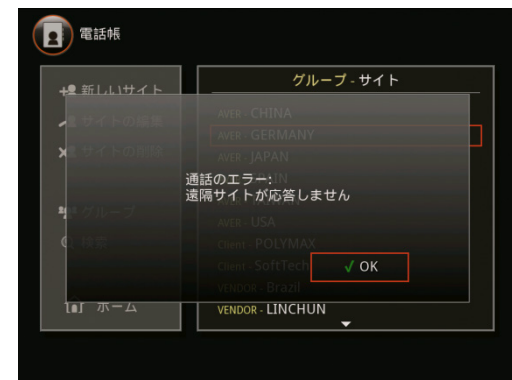 電話帳
新しいサイト
サイトの編集
サイトの削除
グループ
検索
ホーム
グループ - サイト
AVER - CHINA
AVER - GERMANY
AVER - JAPAN
AVER - USA
Client - POLYMAX
Client - SoftTech
VENDOR - Brazil
VENDOR - LINCHUN
通話のエラー:
遠隔サイトが応答しません
OK